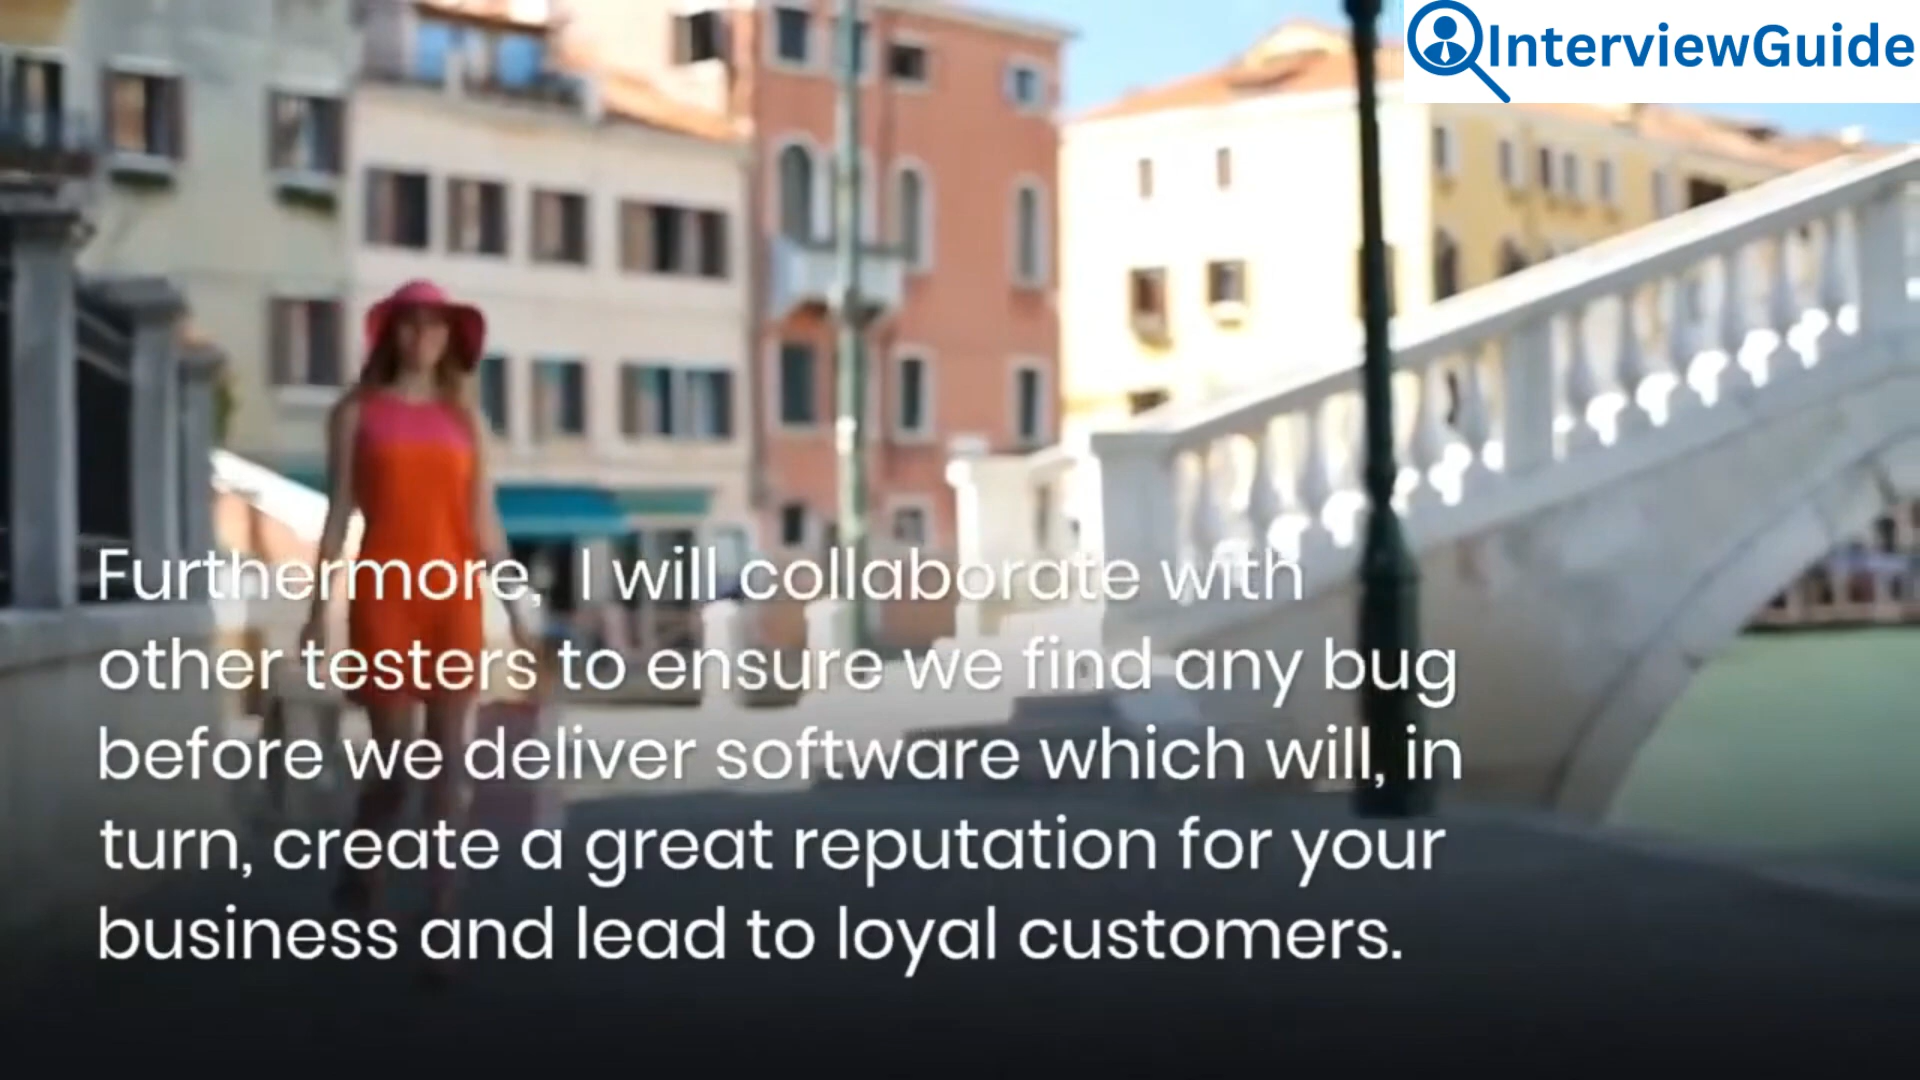 InterviewGuide
Furthermore, I will collaborate with
other testers to ensure we find any bug
before we deliver software which will, in
turn, create a great reputation for your
business and lead to loyal customers.